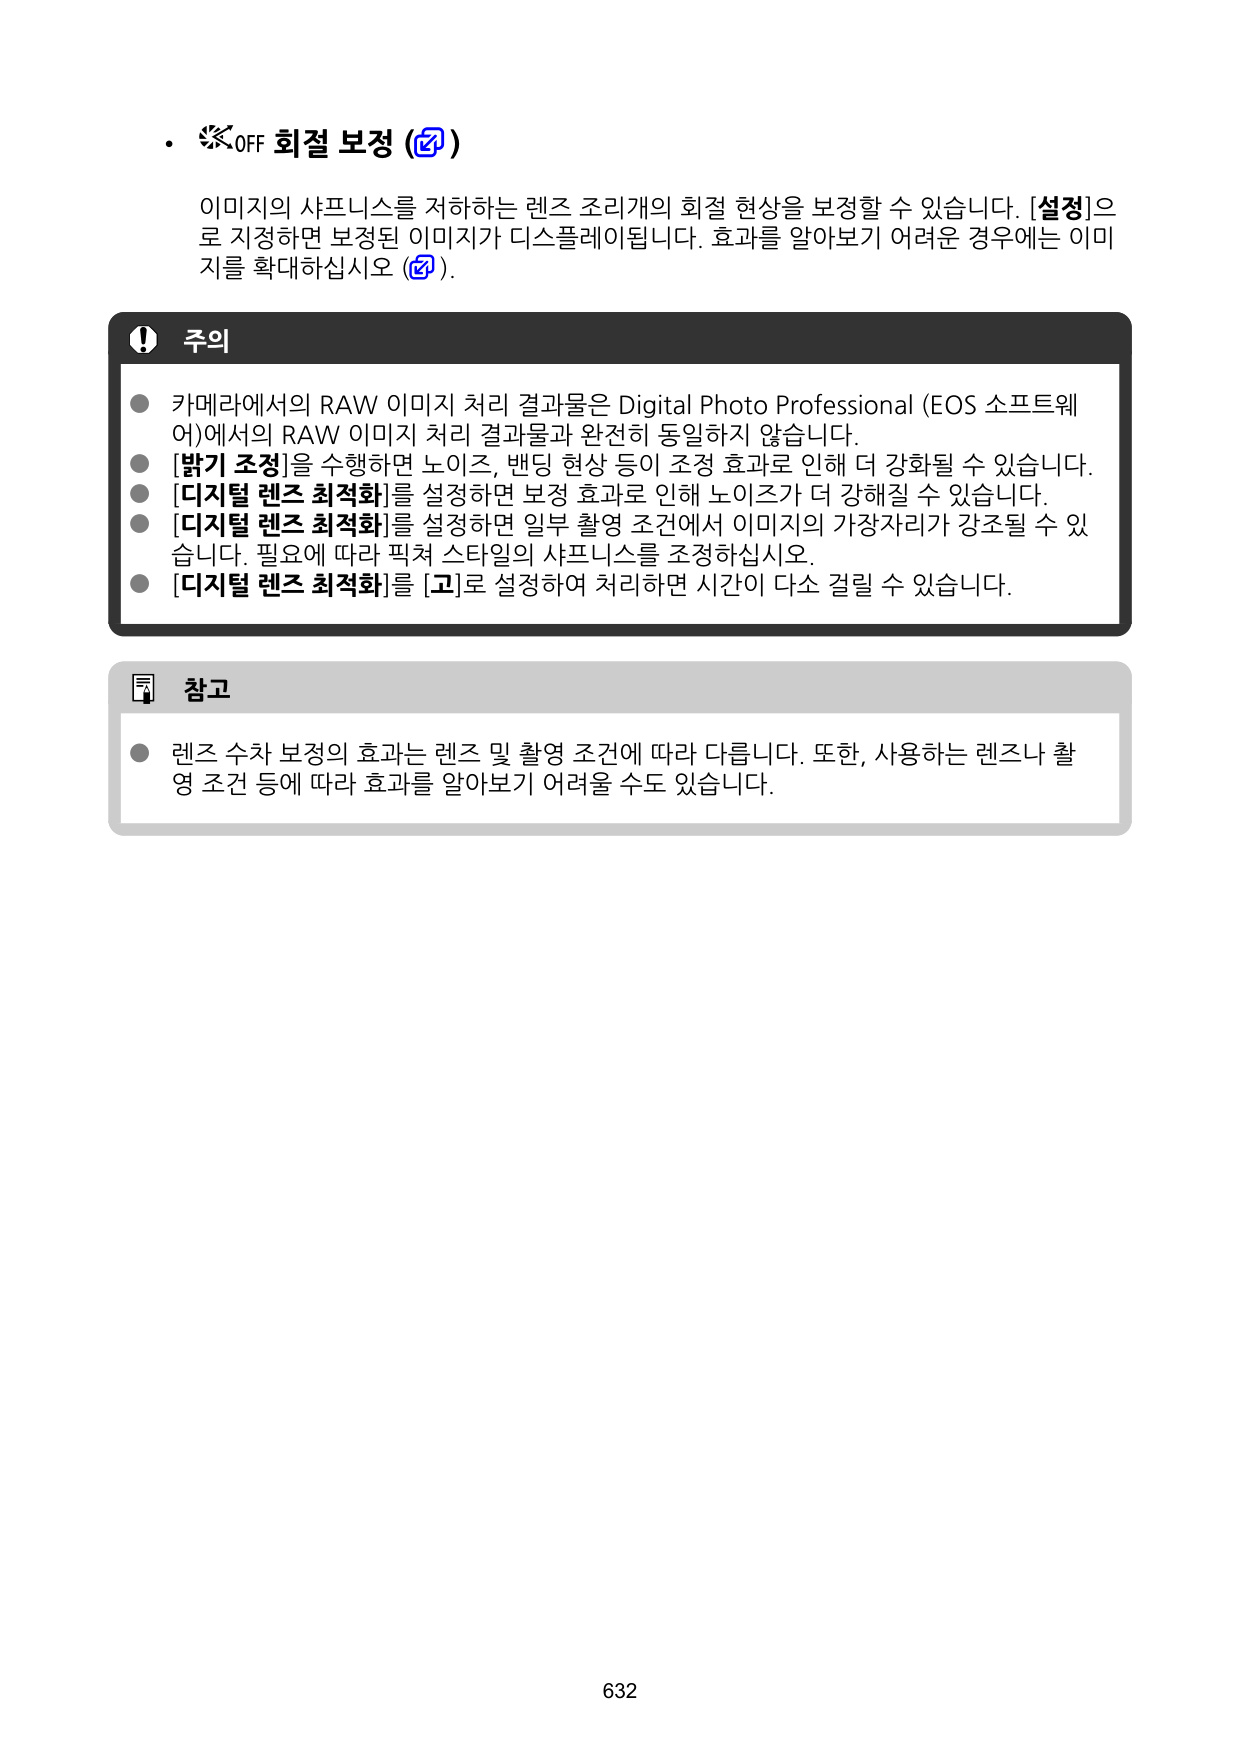 • OFF 회절 보정 ( )
이미지의 샤프니스를 저하하는 렌즈 조리개의 회절 현상을 보정할 수 있습니다. [설정]으
로 지정하면 보정된 이미지가 디스플레이됩니다. 효과를 알아보기 어려운 경우에는 이미
지를 확대하십시오 ( ).
주의
● 카메라에서의 RAW 이미지 처리 결과물은 Digital Photo Professional (EOS 소프트웨
어)에서의 RAW 이미지 처리 결과물과 완전히 동일하지 않습니다.
● [밝기 조정]을 수행하면 노이즈, 밴딩 현상 등이 조정 효과로 인해 더 강화될 수 있습니다.
● [디지털 렌즈 최적화]를 설정하면 보정 효과로 인해 노이즈가 더 강해질 수 있습니다.
● [디지털 렌즈 최적화]를 설정하면 일부 촬영 조건에서 이미지의 가장자리가 강조될 수 있
습니다. 필요에 따라 픽쳐 스타일의 샤프니스를 조정하십시오.
● [디지털 렌즈 최적화]를 [고]로 설정하여 처리하면 시간이 다소 걸릴 수 있습니다.
참고
● 렌즈 수차 보정의 효과는 렌즈 및 촬영 조건에 따라 다릅니다. 또한, 사용하는 렌즈나 촬
영 조건 등에 따라 효과를 알아보기 어려울 수도 있습니다.
632